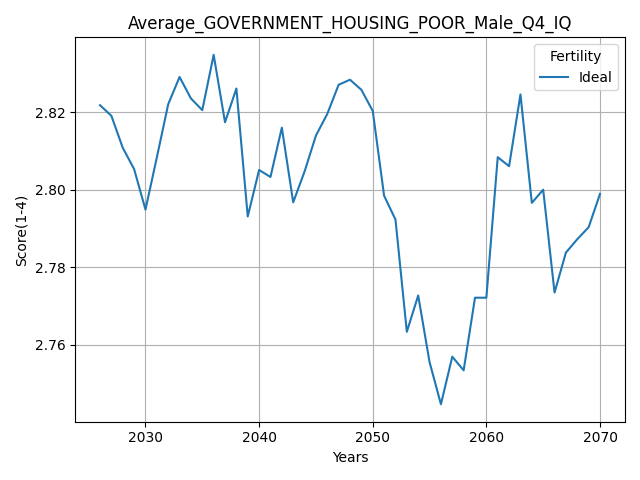 Average_GOVERNMENT_HOUSING_POOR_Male_Q4_IQ
Fertility
Ideal
2.82
2.80
2.78
2.76
Score(1-4)
2030 2040 2050 2060 2070
Years